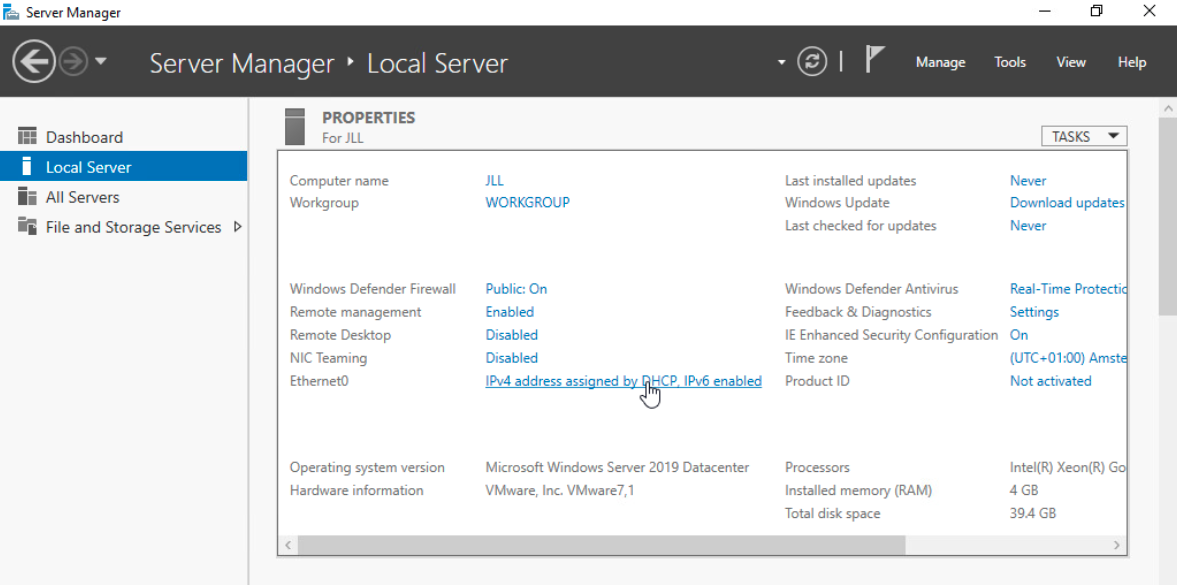 Server Manager
Server Manager ‣ Local Server
Manage Tools View Help
Dashboard
Local Server
All Servers
File and Storage Services
PROPERTIES
For JLL
TASKS
Computer name JLL
Workgroup WORKGROUP
Last installed updates Never
Windows Update Download updates
Last checked for updates Never
Windows Defender Firewall Public: On
Remote management Enabled
Remote Desktop Disabled
NIC Teaming Disabled
Ethernet0 IPv4 address assigned by DHCP, IPv6 enabled
Windows Defender Antivirus Real-Time Protectio
Feedback & Diagnostics Settings
IE Enhanced Security Configuration On
Time zone (UTC+01:00) Amste
Product ID Not activated
Operating system version Microsoft Windows Server 2019 Datacenter
Hardware information VMware, Inc. VMware7,1
Processors Intel(R) Xeon(R) Go
Installed memory (RAM) 4 GB
Total disk space 39.4 GB